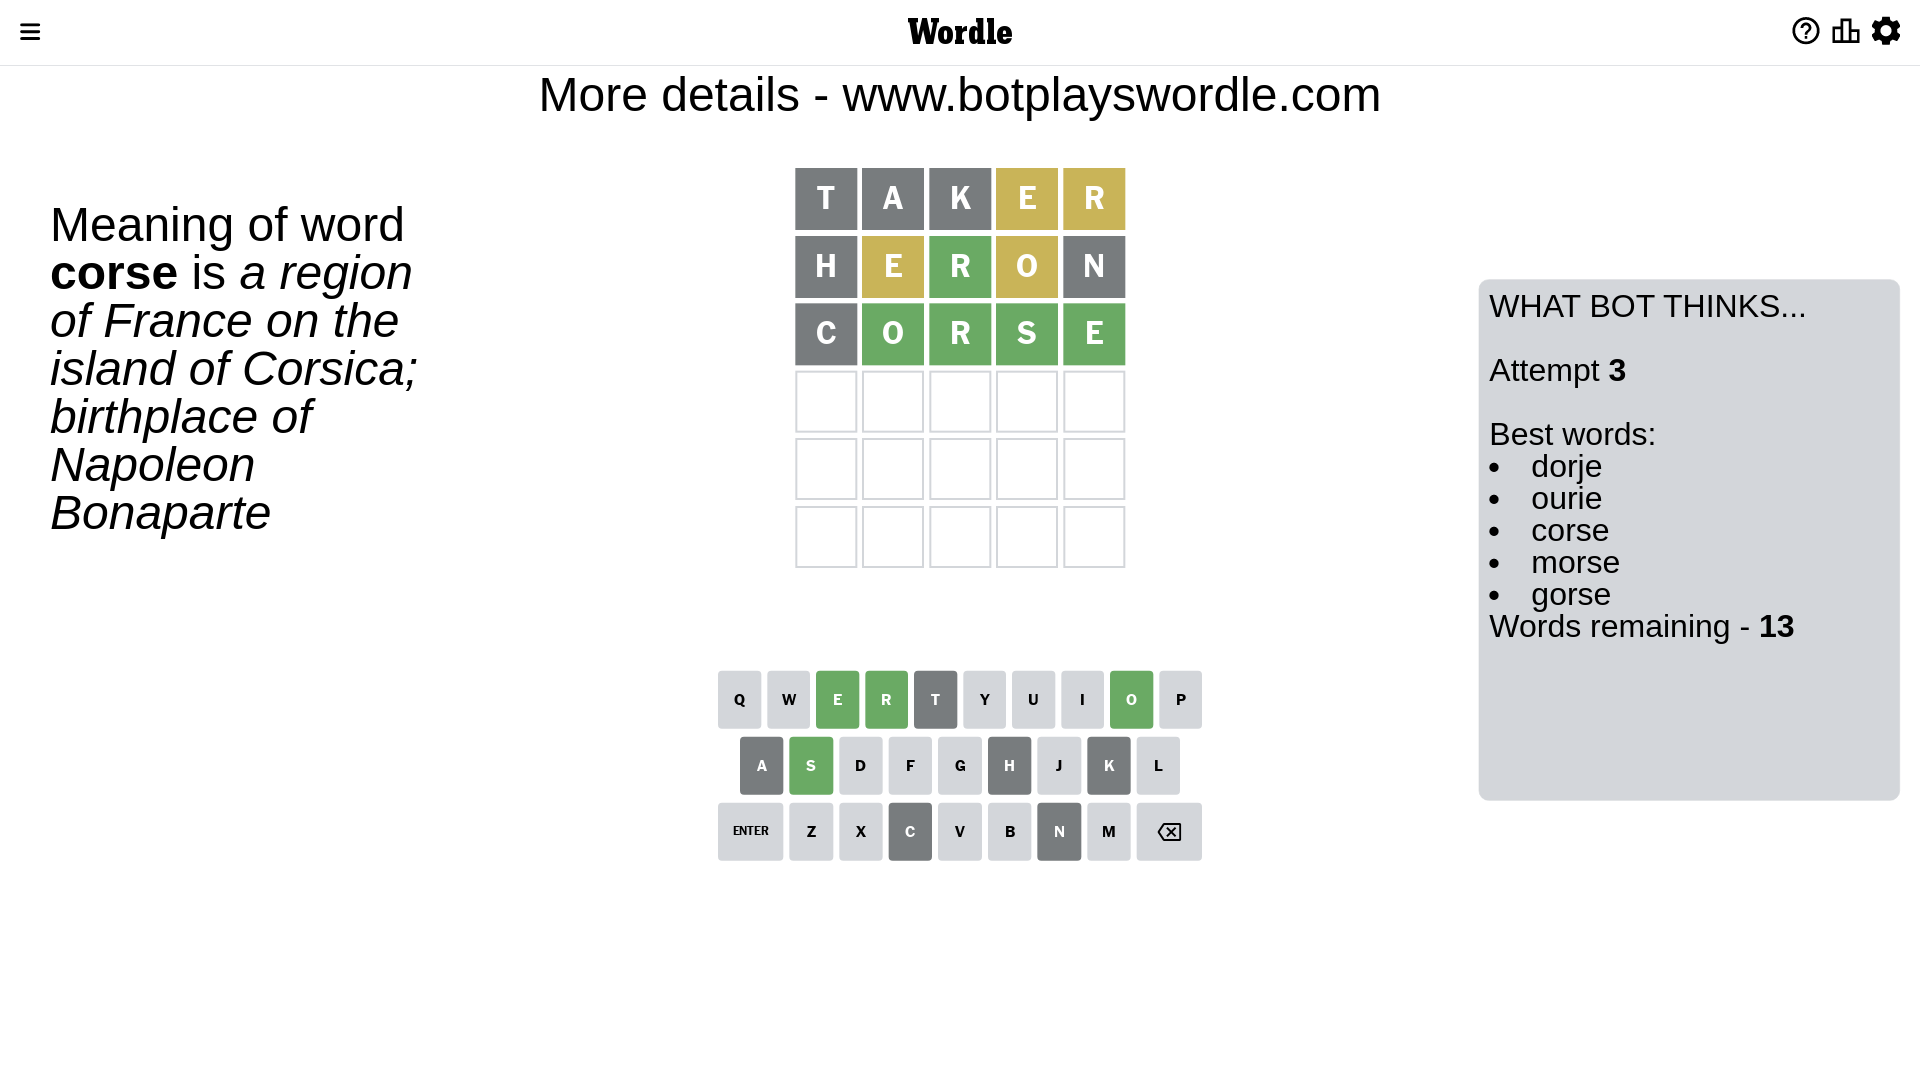 Wordle
More details - www.botplayswordle.com
Meaning of word
corse is a region
of France on the
island of Corsica;
birthplace of
Napoleon
Bonaparte
T A K E R
H E R O N
C O R S E
WHAT BOT THINKS...
Attempt 3
Best words:
• dorje
• ourie
• corse
• morse
• gorse
Words remaining - 13
Q W E R T Y U I O P
A S D F G H J K L
ENTER Z X C V B N M